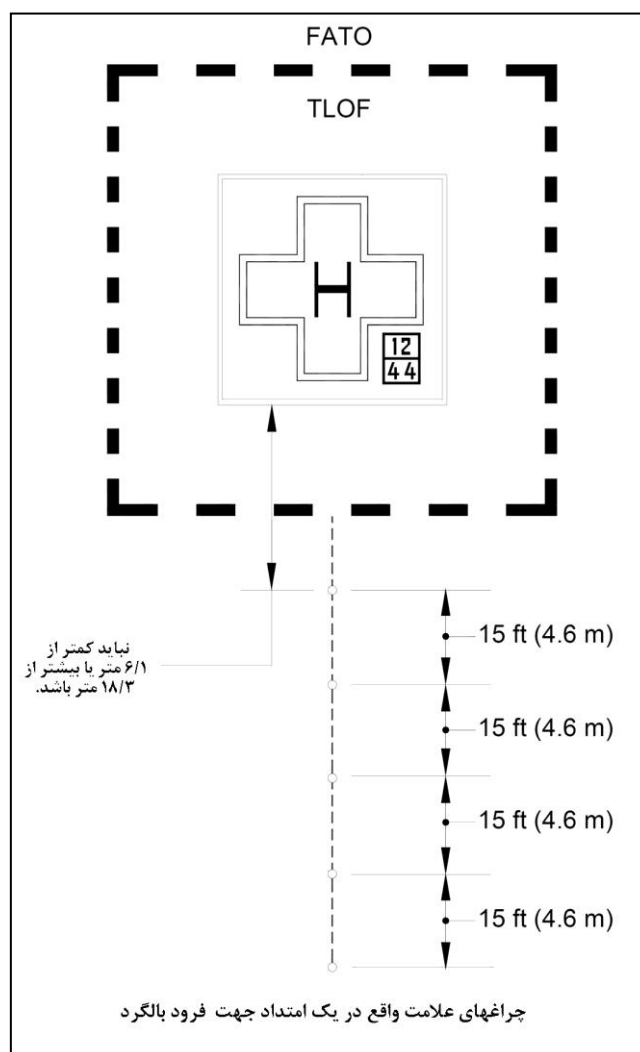 FATO
TLOF
H
12
44
نباید کمتر از
۶/۱ متر یا بیشتر از
۱۸/۳ متر باشد.
15 ft (4.6 m)
15 ft (4.6 m)
15 ft (4.6 m)
15 ft (4.6 m)
چراغهای علامت واقع در یک امتداد جهت فرود بالگرد